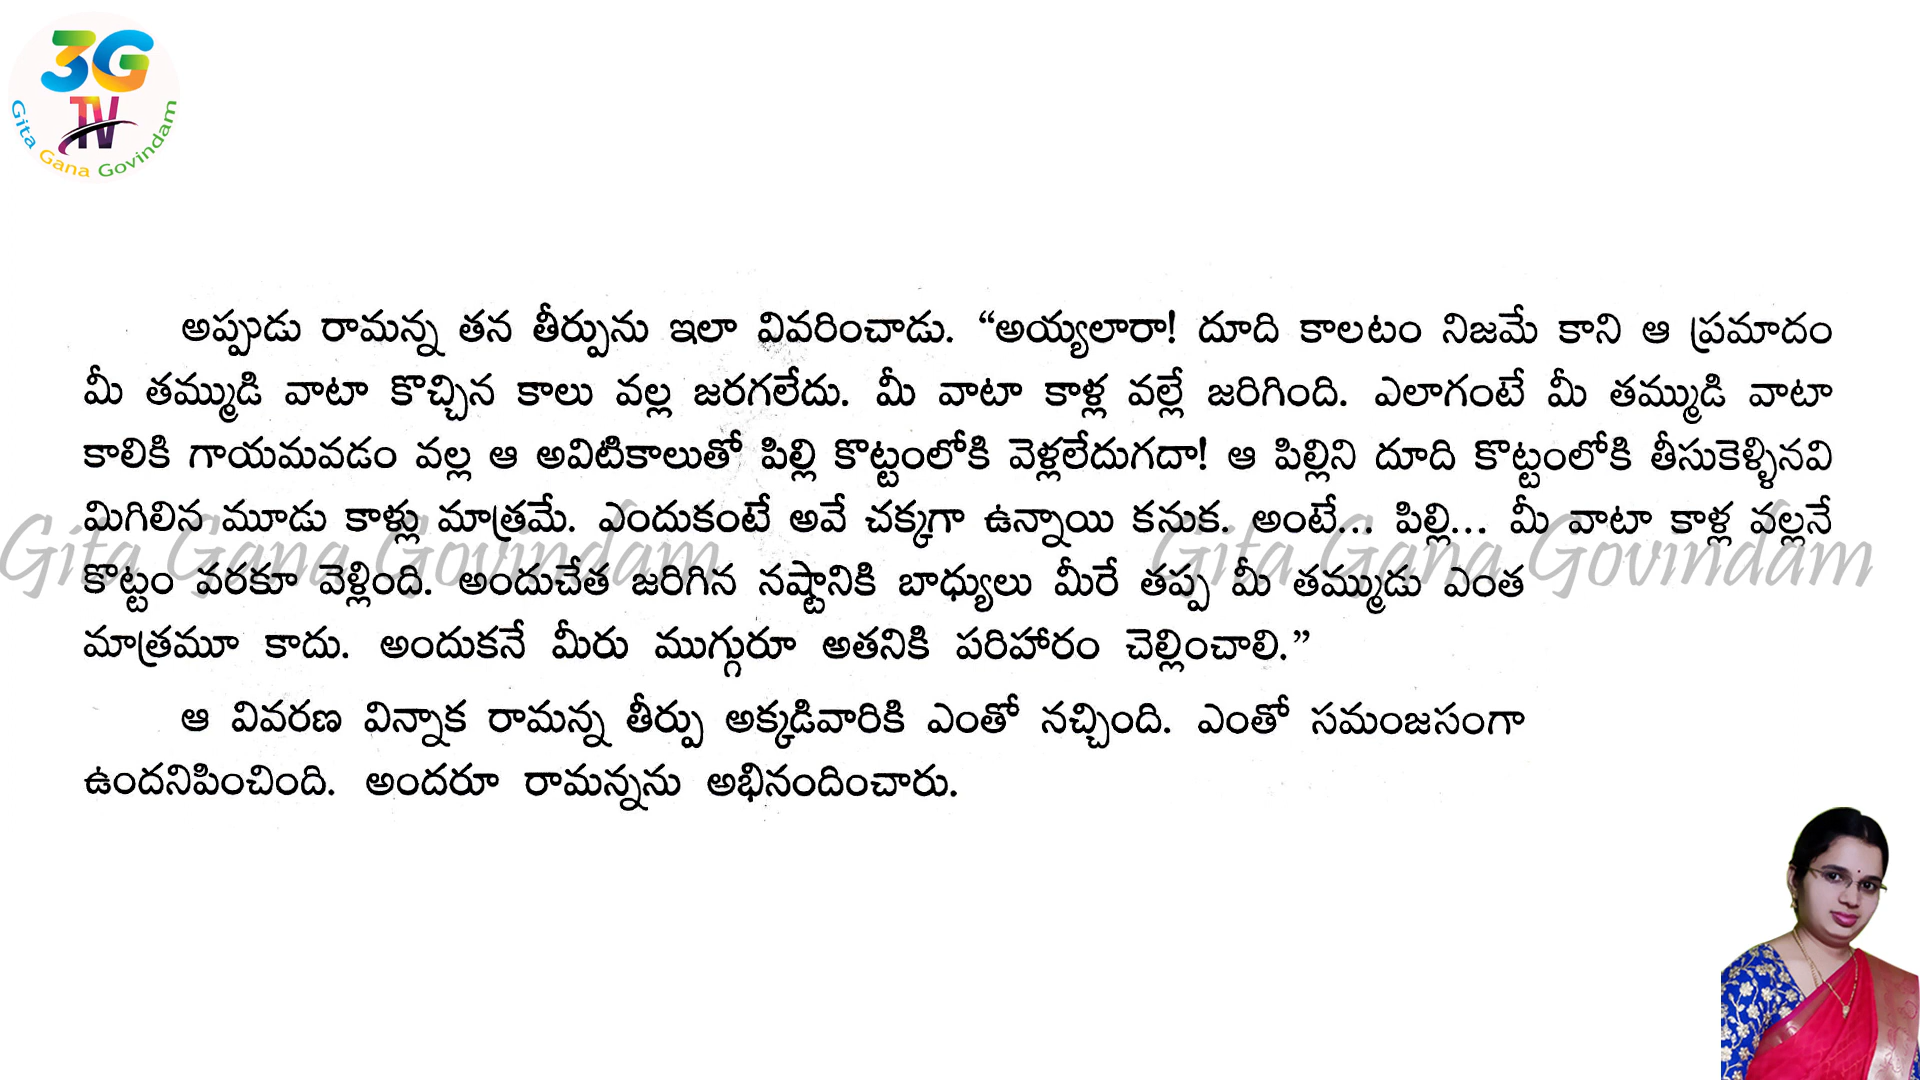 3G
TV
Gita Gana Govindam
అప్పుడు రామన్న తన తీర్పును ఇలా వివరించాడు. “అయ్యలారా! దూది కాలటం నిజమే కాని ఆ ప్రమాదం
మీ తమ్ముడి వాటా కొచ్చిన కాలు వల్ల జరగలేదు. మీ వాటా కాళ్ల వల్లే జరిగింది. ఎలాగంటే మీ తమ్ముడి వాటా
కాలికి గాయమవడం వల్ల ఆ అవిటికాలుతో పిల్లి కొట్టంలోకి వెళ్లలేదుగదా! ఆ పిల్లిని దూది కొట్టంలోకి తీసుకెళ్ళినవి
మిగిలిన మూడు కాళ్లు మాత్రమే. ఎందుకంటే అవే చక్కగా ఉన్నాయి కనుక. అంటే... పిల్లి... మీ వాటా కాళ్ల వల్లనే
Gita Gana Govindam Gita Gana Govindam
కొట్టం వరకూ వెళ్లింది. అందుచేత జరిగిన నష్టానికి బాధ్యులు మీరే తప్ప మీ తమ్ముడు ఎంత
మాత్రమూ కాదు. అందుకనే మీరు ముగ్గురూ అతనికి పరిహారం చెల్లించాలి.”
ఆ వివరణ విన్నాక రామన్న తీర్పు అక్కడివారికి ఎంతో నచ్చింది. ఎంతో సమంజసంగా
ఉందనిపించింది. అందరూ రామన్నను అభినందించారు.